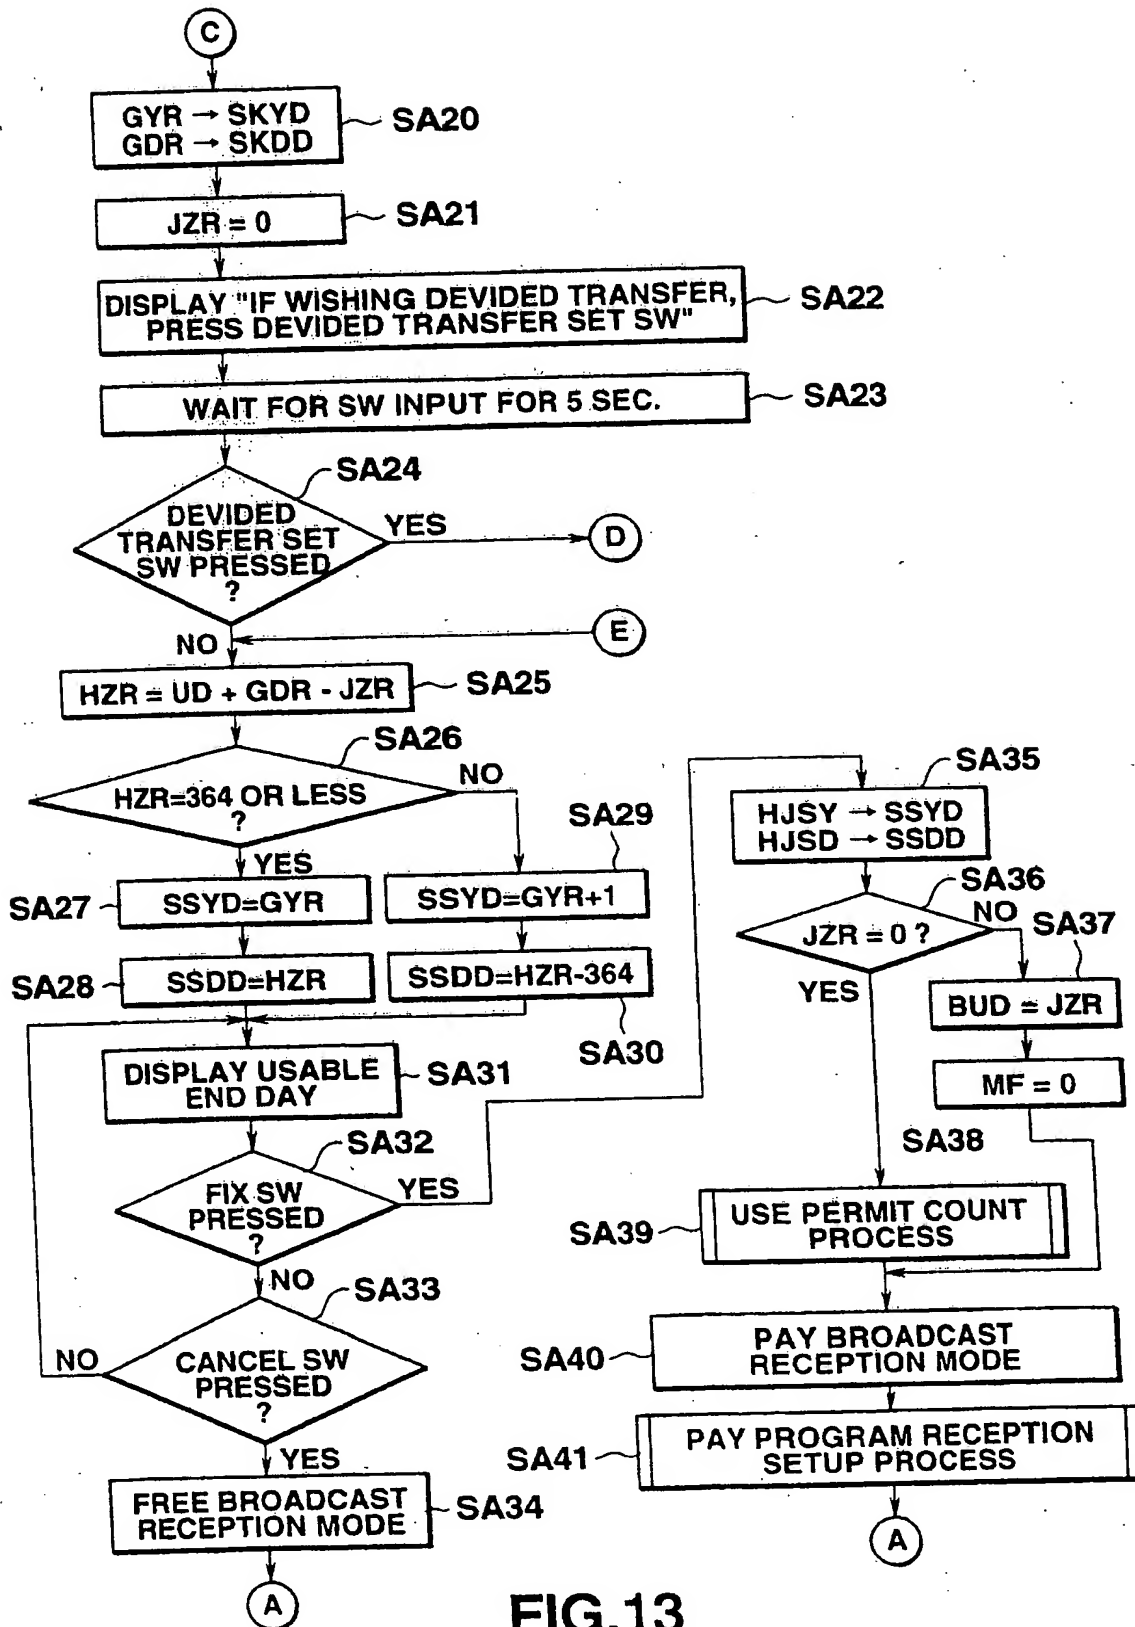 C
GYR → SKYD
GDR → SKDD
SA20
JZR = 0
SA21
DISPLAY "IF WISHING DEVIDED TRANSFER,
PRESS DEVIDED TRANSFER SET SW"
SA22
WAIT FOR SW INPUT FOR 5 SEC.
SA23
SA24
DEVIDED
TRANSFER SET
SW PRESSED
?
YES
D
NO
E
HZR = UD + GDR - JZR
SA25
SA26
HZR=364 OR LESS
?
NO
YES
SA27
SSYD=GYR
SA28
SSDD=HZR
SA29
SSYD=GYR+1
SSDD=HZR-364
SA30
DISPLAY USABLE
END DAY
SA31
SA32
FIX SW
PRESSED
?
YES
NO
SA33
CANCEL SW
PRESSED
?
NO
YES
FREE BROADCAST
RECEPTION MODE
SA34
A
SA35
HJSY → SSYD
HJSD → SSDD
SA36
JZR = 0 ?
NO
SA37
YES
BUD = JZR
MF = 0
SA38
SA39
USE PERMIT COUNT
PROCESS
SA40
PAY BROADCAST
RECEPTION MODE
SA41
PAY PROGRAM RECEPTION
SETUP PROCESS
A
FIG.13